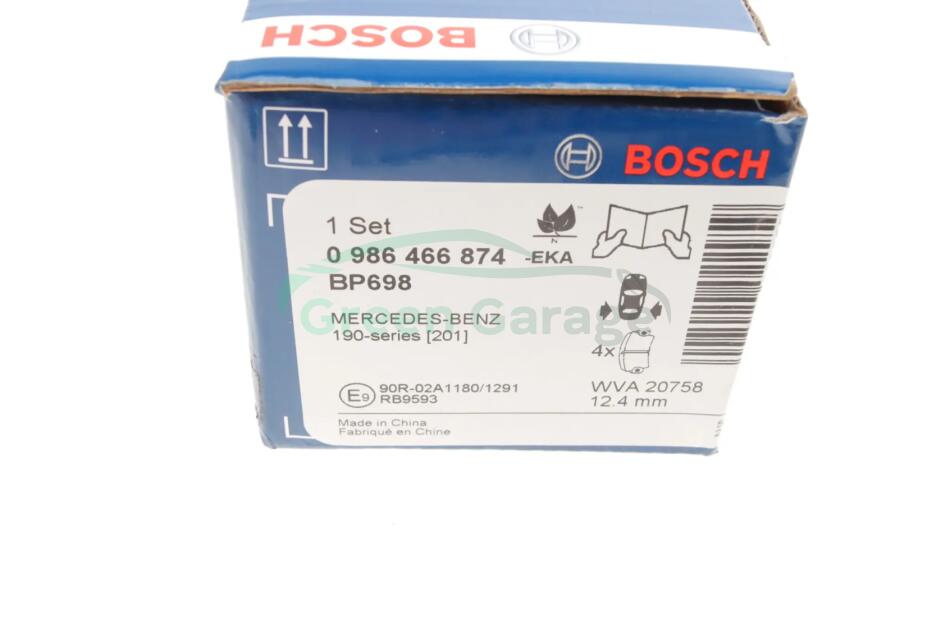 BOSCH
BOSCH
1 Set
0 986 466 874 -EKA
BP698
MERCEDES-BENZ
190-series [201]
Green Garage
4x
E9 90R-02A1180/1291
RB9593
WVA 20758
12.4 mm
Made in China
Fabriqué en Chine